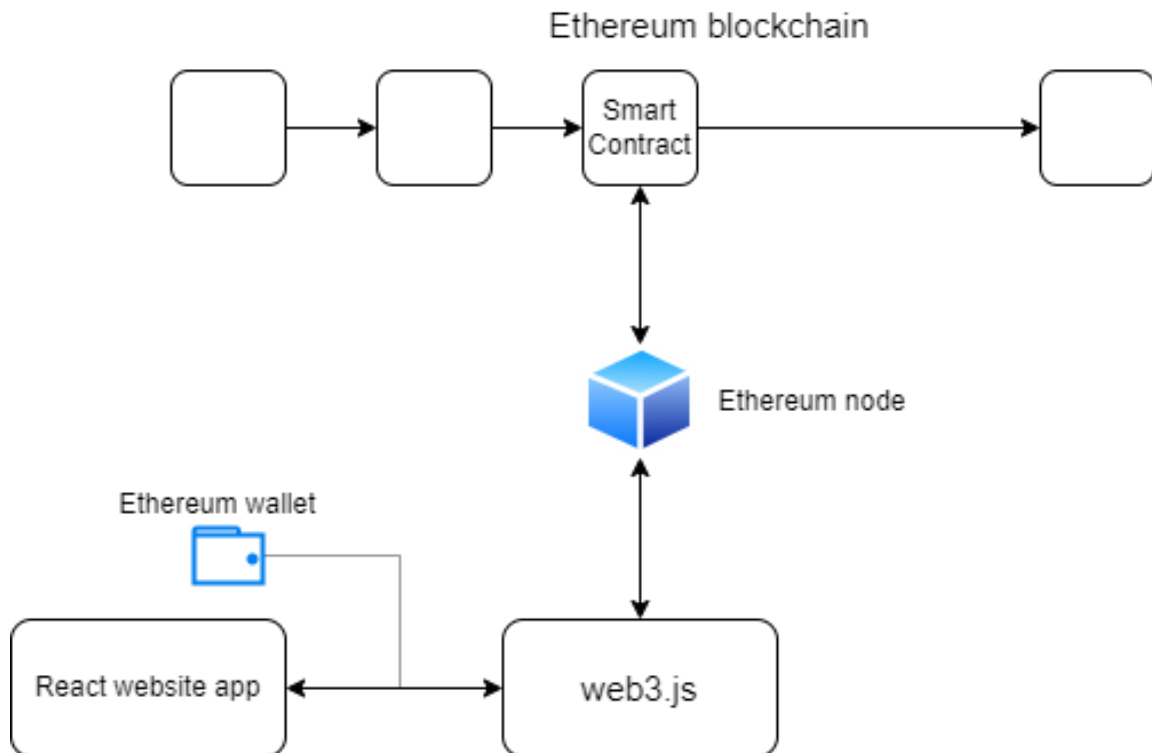 Ethereum blockchain
Smart
Contract
Ethereum node
Ethereum wallet
React website app
web3.js